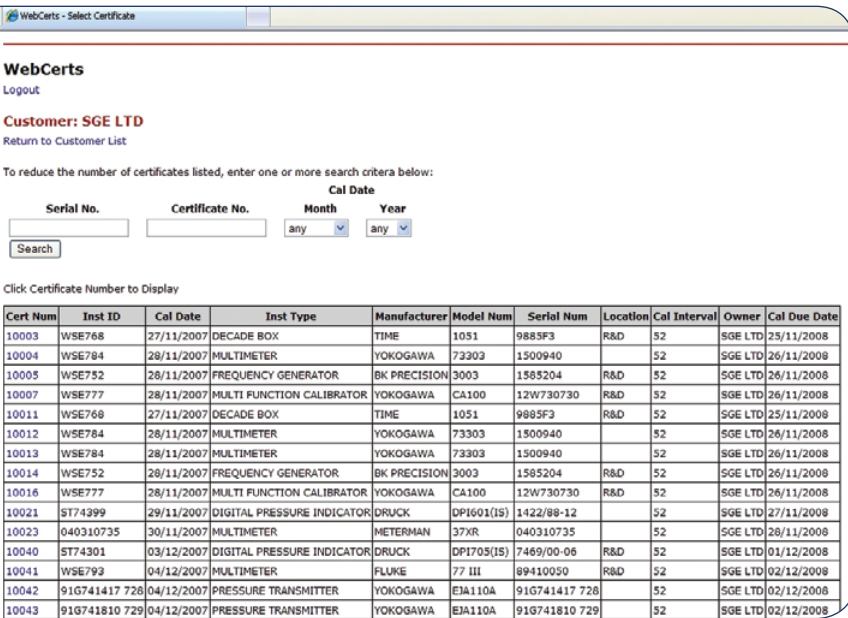 WebCerts - Select Certificate
WebCerts
Logout
Customer: SGE LTD
Return to Customer List
To reduce the number of certificates listed, enter one or more search critera below:
Cal Date
Serial No. Certificate No. Month Year
any any
Search
Click Certificate Number to Display
Cert Num Inst ID Cal Date Inst Type Manufacturer Model Num Serial Num Location Cal Interval Owner Cal Due Date
10003 WSE768 27/11/2007 DECADE BOX TIME 1051 9885F3 R&D 52 SGE LTD 25/11/2008
10004 WSE784 28/11/2007 MULTIMETER YOKOGAWA 73303 1500940 52 SGE LTD 26/11/2008
10005 WSE752 28/11/2007 FREQUENCY GENERATOR BK PRECISION 3003 1585204 R&D 52 SGE LTD 26/11/2008
10007 WSE777 28/11/2007 MULTI FUNCTION CALIBRATOR YOKOGAWA CA100 12W730730 R&D 52 SGE LTD 26/11/2008
10011 WSE768 27/11/2007 DECADE BOX TIME 1051 9885F3 R&D 52 SGE LTD 25/11/2008
10012 WSE784 28/11/2007 MULTIMETER YOKOGAWA 73303 1500940 52 SGE LTD 26/11/2008
10013 WSE784 28/11/2007 MULTIMETER YOKOGAWA 73303 1500940 52 SGE LTD 26/11/2008
10014 WSE752 28/11/2007 FREQUENCY GENERATOR BK PRECISION 3003 1585204 R&D 52 SGE LTD 26/11/2008
10016 WSE777 28/11/2007 MULTI FUNCTION CALIBRATOR YOKOGAWA CA100 12W730730 R&D 52 SGE LTD 26/11/2008
10021 ST74399 29/11/2007 DIGITAL PRESSURE INDICATOR DRUCK DPI601(IS) 1422/88-12 52 SGE LTD 27/11/2008
10023 040310735 30/11/2007 MULTIMETER METERMAN 37XR 040310735 52 SGE LTD 28/11/2008
10040 ST74301 03/12/2007 DIGITAL PRESSURE INDICATOR DRUCK DPI705(IS) 7469/00-06 R&D 52 SGE LTD 01/12/2008
10041 WSE793 04/12/2007 MULTIMETER FLUKE 77 III 89410050 R&D 52 SGE LTD 02/12/2008
10042 91G741417 728 04/12/2007 PRESSURE TRANSMITTER YOKOGAWA EJA110A 91G741417 728 52 SGE LTD 02/12/2008
10043 91G741810 729 04/12/2007 PRESSURE TRANSMITTER YOKOGAWA EJA110A 91G741810 729 52 SGE LTD 02/12/2008